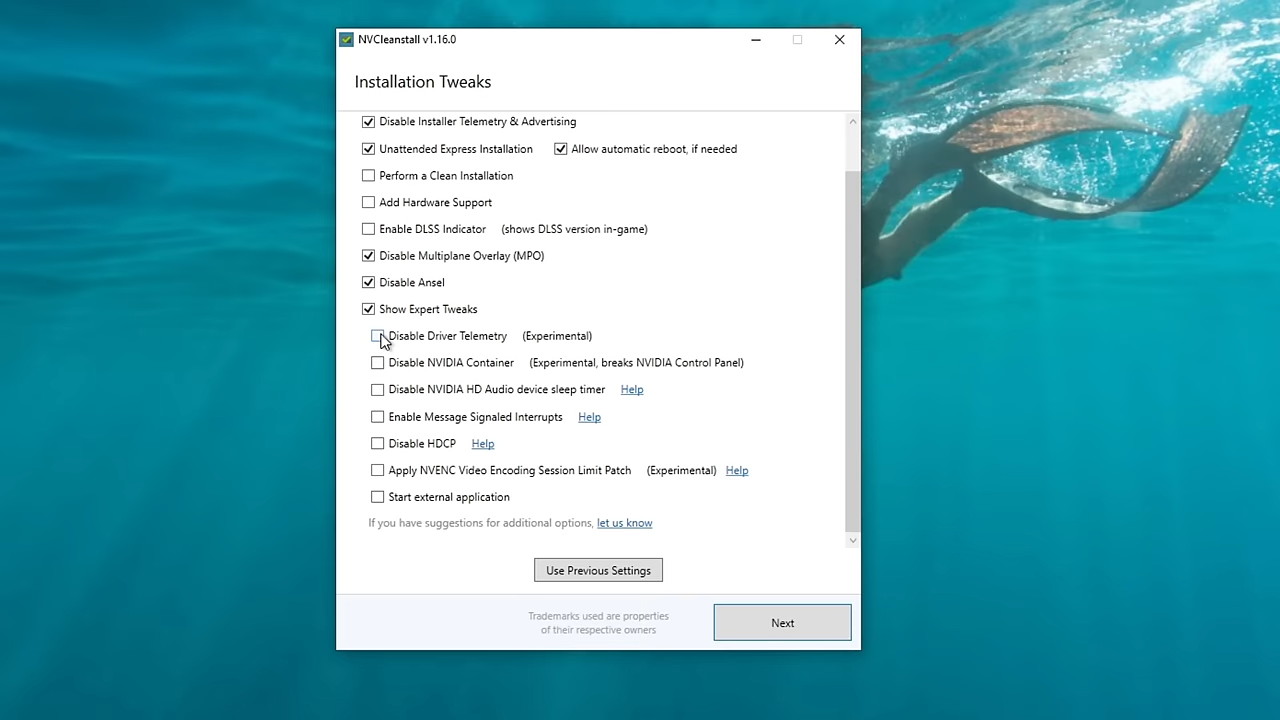 NVCleanstall v1.16.0
Installation Tweaks
Disable Installer Telemetry & Advertising
Unattended Express Installation Allow automatic reboot, if needed
Perform a Clean Installation
Add Hardware Support
Enable DLSS Indicator (shows DLSS version in-game)
Disable Multiplane Overlay (MPO)
Disable Ansel
Show Expert Tweaks
Disable Driver Telemetry (Experimental)
Disable NVIDIA Container (Experimental, breaks NVIDIA Control Panel)
Disable NVIDIA HD Audio device sleep timer Help
Enable Message Signaled Interrupts Help
Disable HDCP Help
Apply NVENC Video Encoding Session Limit Patch (Experimental) Help
Start external application
If you have suggestions for additional options, let us know
Use Previous Settings
Trademarks used are properties
of their respective owners
Next